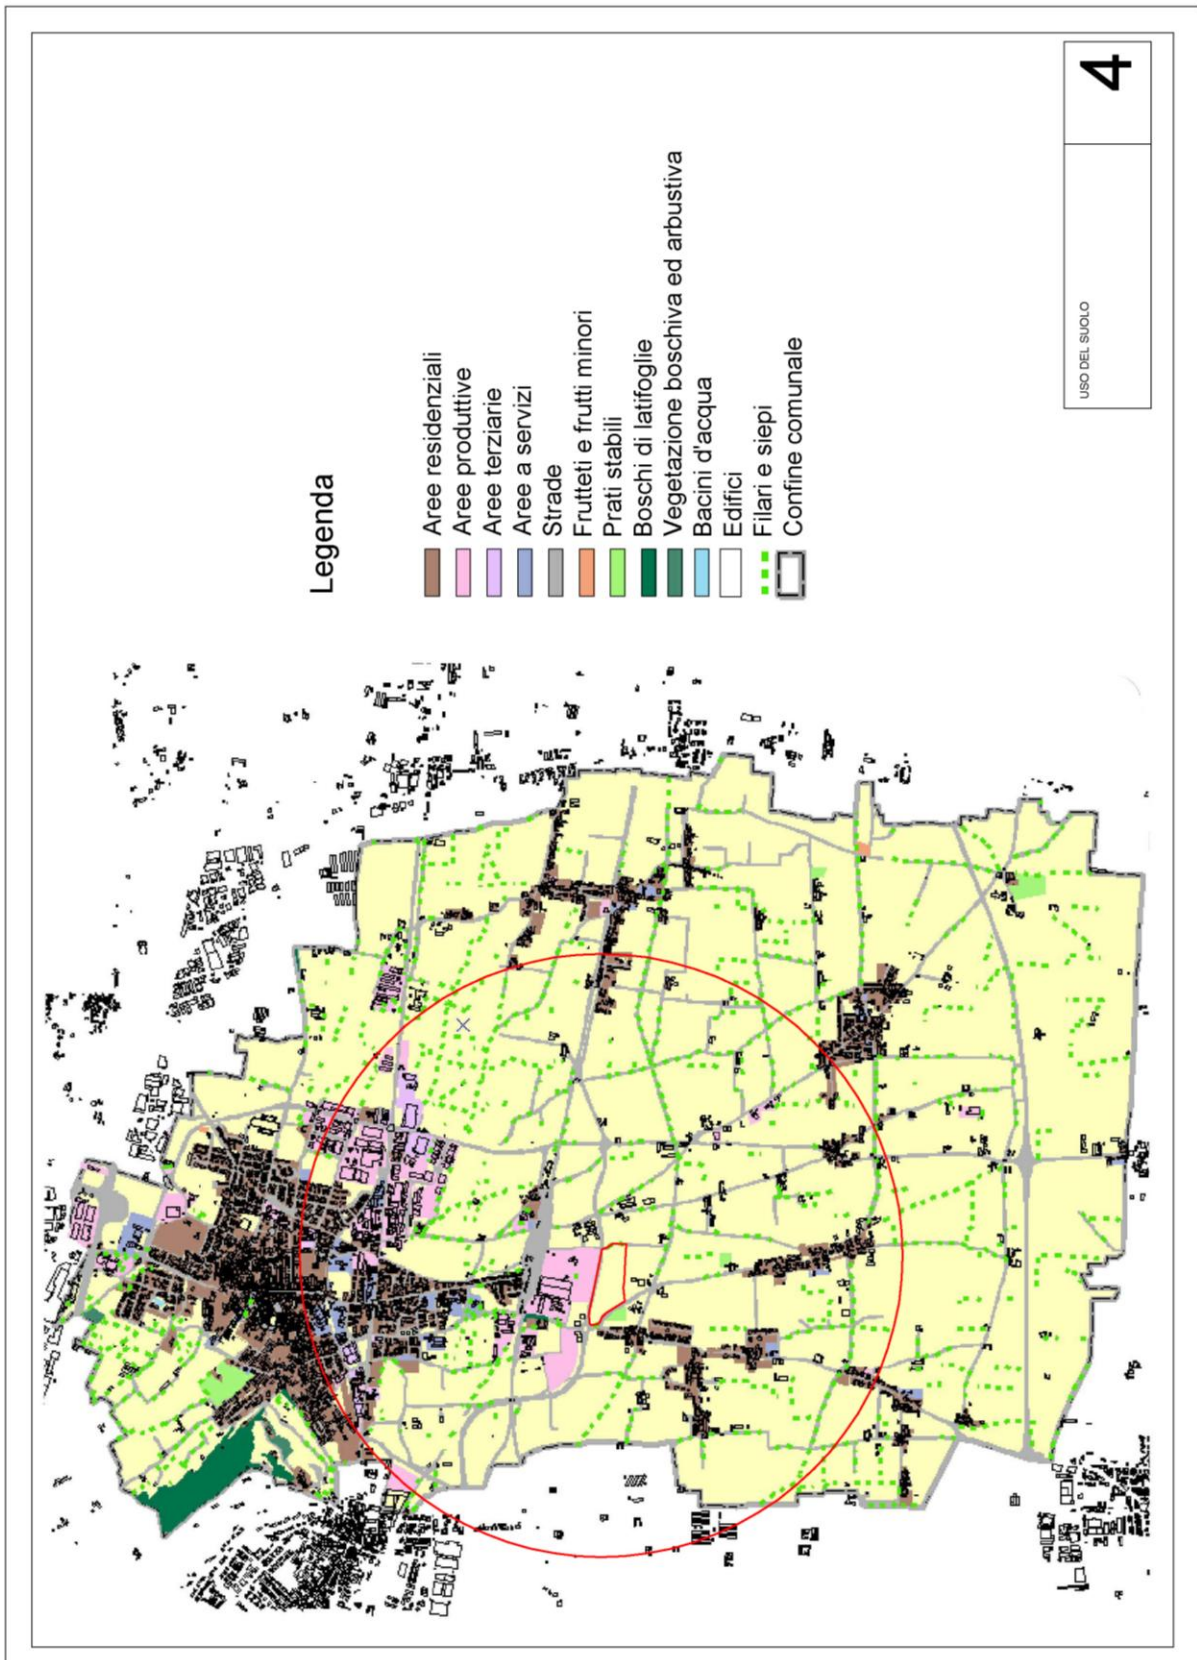 Legenda
Aree residenziali
Aree produttive
Aree terziarie
Aree a servizi
Strade
Frutteti e frutti minori
Prati stabili
Boschi di latifoglie
Vegetazione boschiva ed arbustiva
Bacini d'acqua
Edifici
Filari e siepi
Confine comunale
USO DEL SUOLO
4